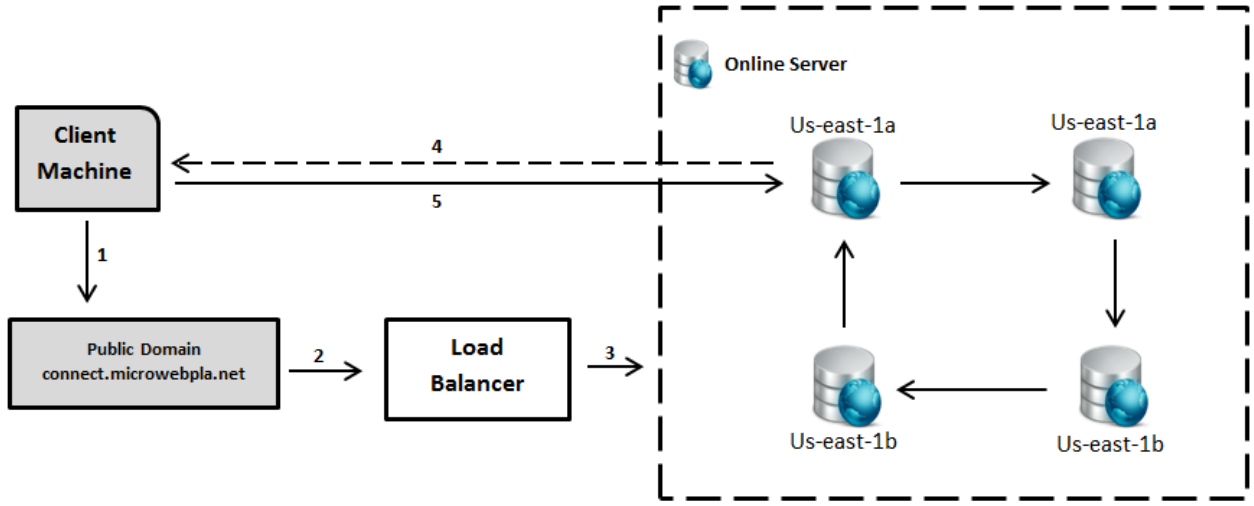 Online Server
Client
Machine
Us-east-1a
Us-east-1a
4
5
1
Public Domain
connect.microwebpla.net
2
Load
Balancer
3
Us-east-1b
Us-east-1b